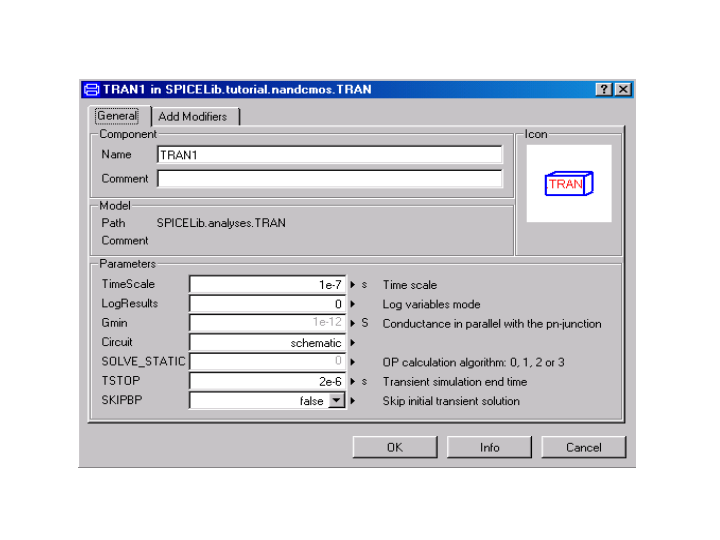 TRAN1 in SPICELib.tutorial.nandcmos.TRAN
General Add Modifiers
Component
Name TRAN1
Comment
Icon
TRAN
Model
Path SPICELib.analyses.TRAN
Comment
Parameters
TimeScale 1e-7 s Time scale
LogResults 0 Log variables mode
Gmin 1e-12 S Conductance in parallel with the pn-junction
Circuit schematic
SOLVE_STATIC 0 OP calculation algorithm: 0, 1, 2 or 3
TSTOP 2e-6 s Transient simulation end time
SKIPBP false Skip initial transient solution
OK Info Cancel